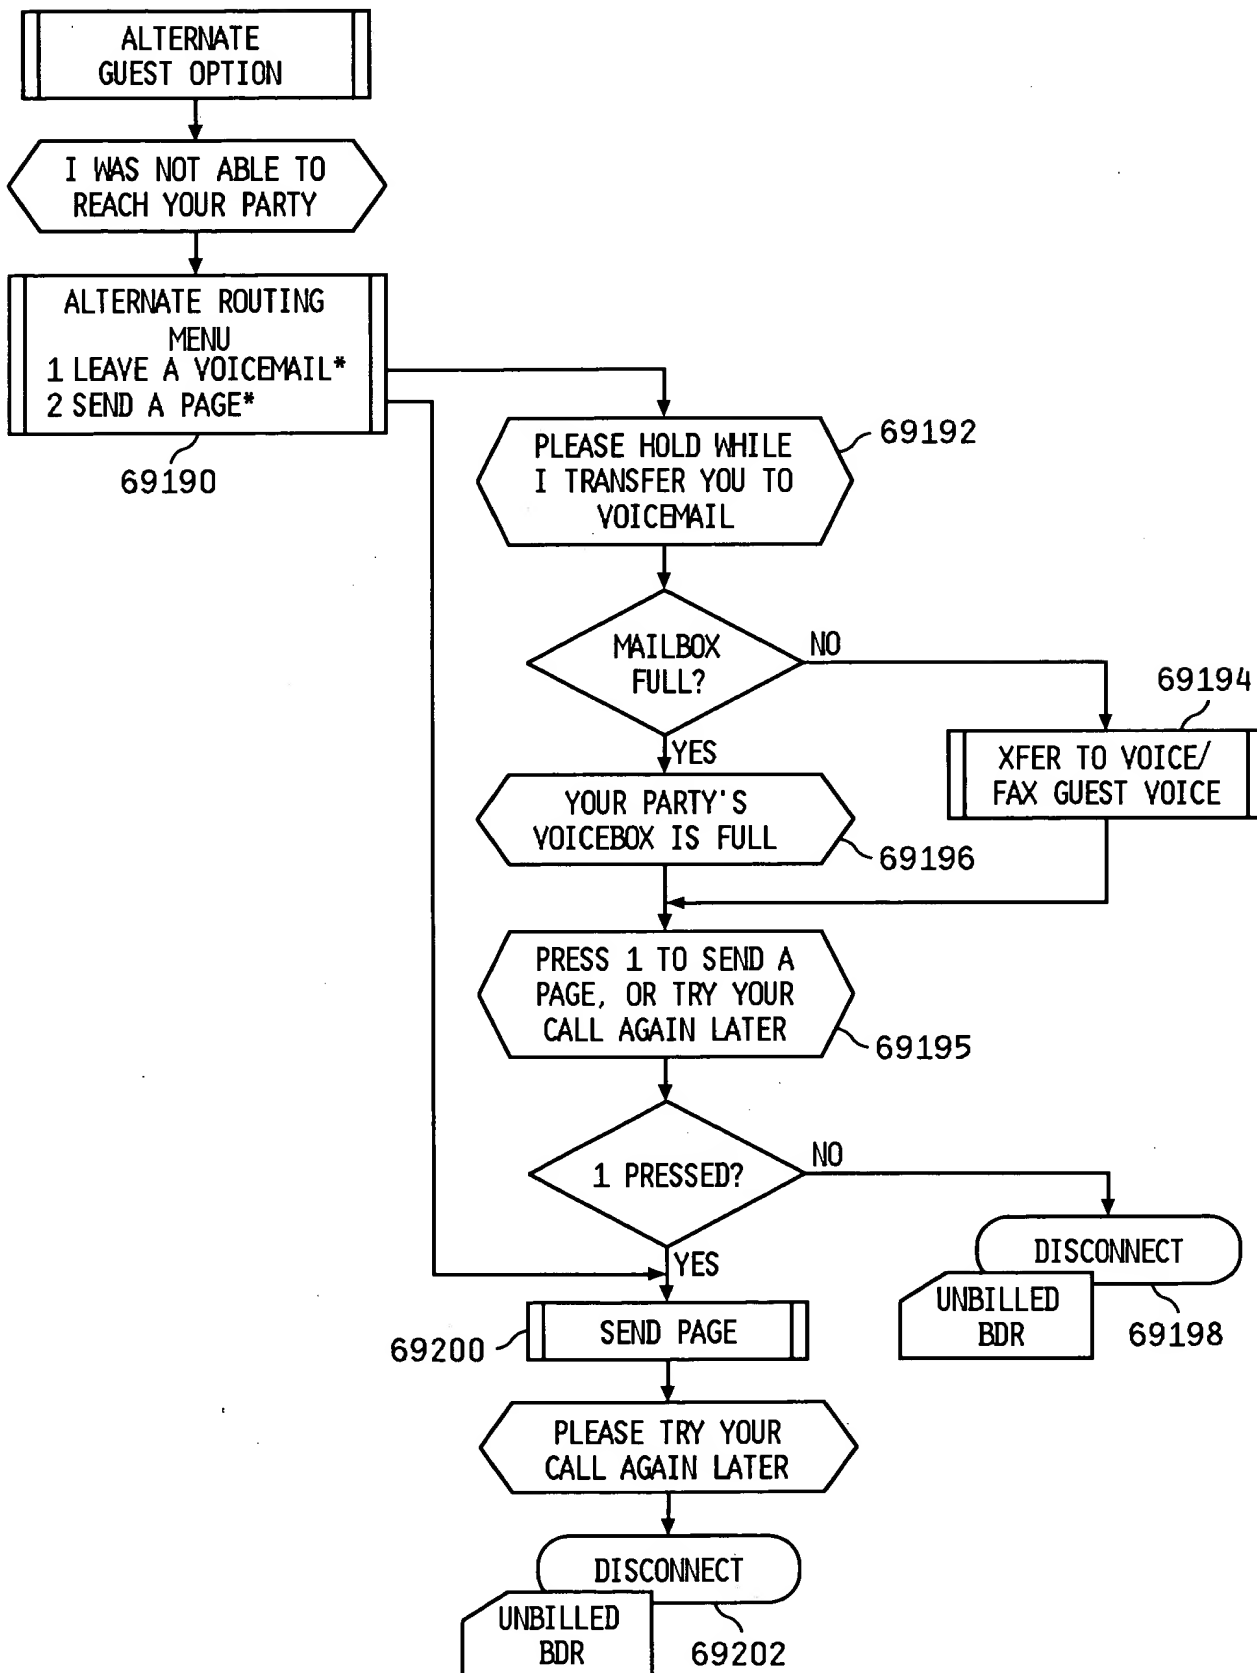 ALTERNATE
GUEST OPTION
I WAS NOT ABLE TO
REACH YOUR PARTY
ALTERNATE ROUTING
MENU
1 LEAVE A VOICEMAIL*
2 SEND A PAGE*
69190
PLEASE HOLD WHILE
I TRANSFER YOU TO
VOICEMAIL
69192
MAILBOX
FULL?
NO
YES
69194
XFER TO VOICE/
FAX GUEST VOICE
YOUR PARTY'S
VOICEBOX IS FULL
69196
PRESS 1 TO SEND A
PAGE, OR TRY YOUR
CALL AGAIN LATER
69195
1 PRESSED?
NO
YES
DISCONNECT
UNBILLED
BDR
69198
SEND PAGE
69200
PLEASE TRY YOUR
CALL AGAIN LATER
DISCONNECT
UNBILLED
BDR
69202